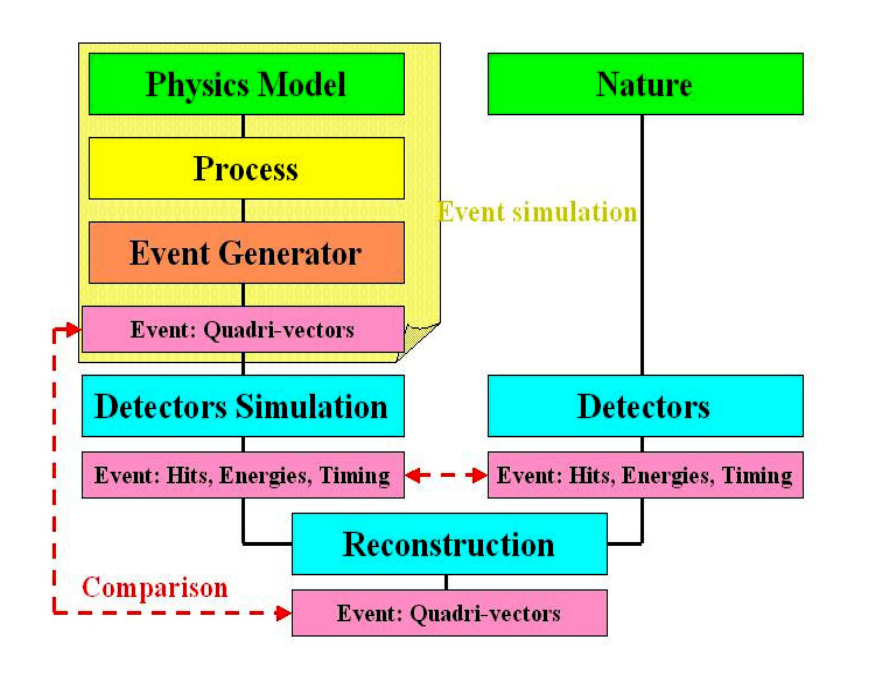 Physics Model
Nature
Process
Event simulation
Event Generator
Event: Quadri-vectors
Detectors Simulation
Detectors
Event: Hits, Energies, Timing
Event: Hits, Energies, Timing
Reconstruction
Comparison
Event: Quadri-vectors